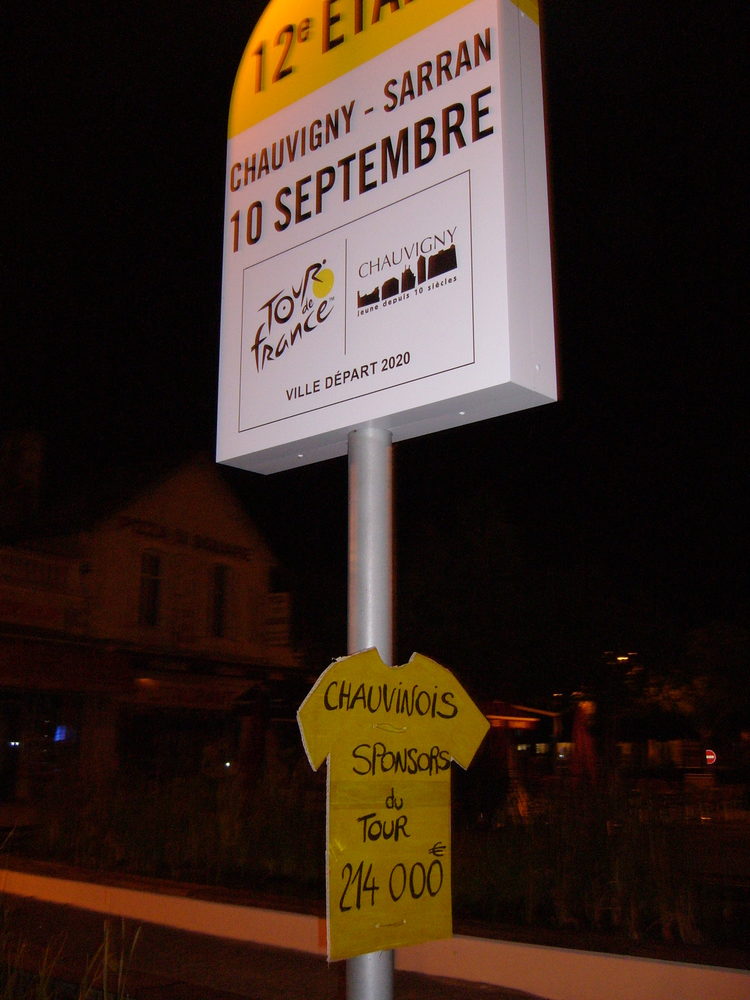 12e ÉTA
CHAUVIGNY - SARRAN
10 SEPTEMBRE
TOUR
de
france™
CHAUVIGNY
jeune depuis 10 siècles
VILLE DÉPART 2020
CHAUVINOIS
SPONSORS
du
TOUR
214 000€